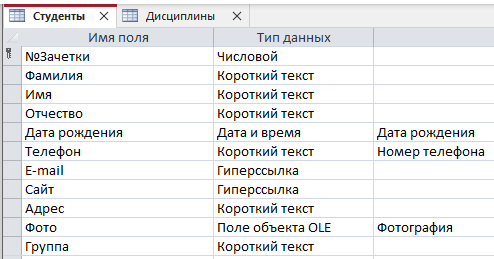 Студенты Дисциплины
Имя поля Тип данных
№Зачетки Числовой
Фамилия Короткий текст
Имя Короткий текст
Отчество Короткий текст
Дата рождения Дата и время Дата рождения
Телефон Короткий текст Номер телефона
E-mail Гиперссылка
Сайт Гиперссылка
Адрес Короткий текст
Фото Поле объекта OLE Фотография
Группа Короткий текст